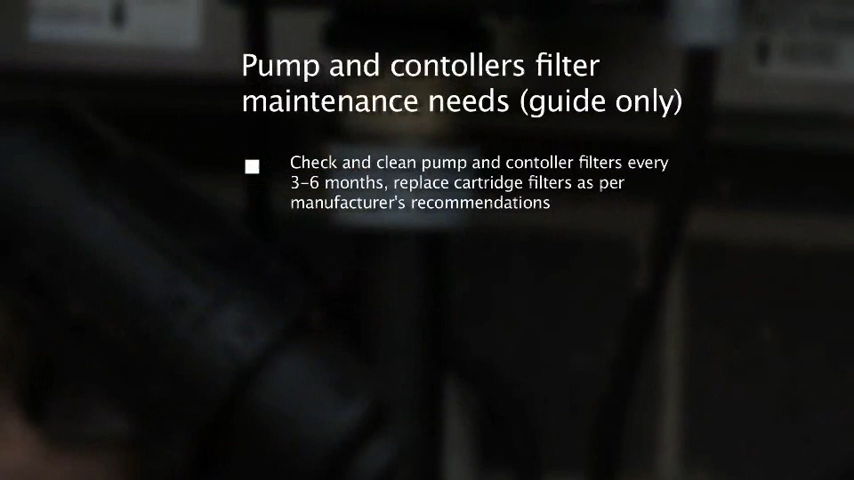 Pump and contollers filter
maintenance needs (guide only)
Check and clean pump and contoller filters every
3-6 months, replace cartridge filters as per
manufacturer's recommendations